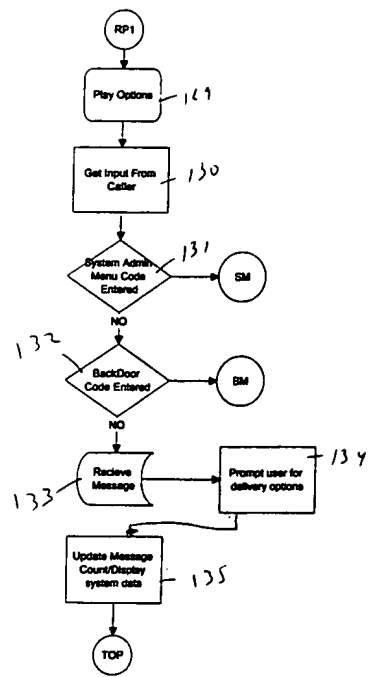 RP1
Play Options
129
Get Input From
Caller
130
System Admin
Menu Code
Entered
131
SM
NO
132
BackDoor
Code Entered
BM
NO
Recieve
Message
133
Prompt user for
delivery options
134
Update Message
Count/Display
system data
135
TOP